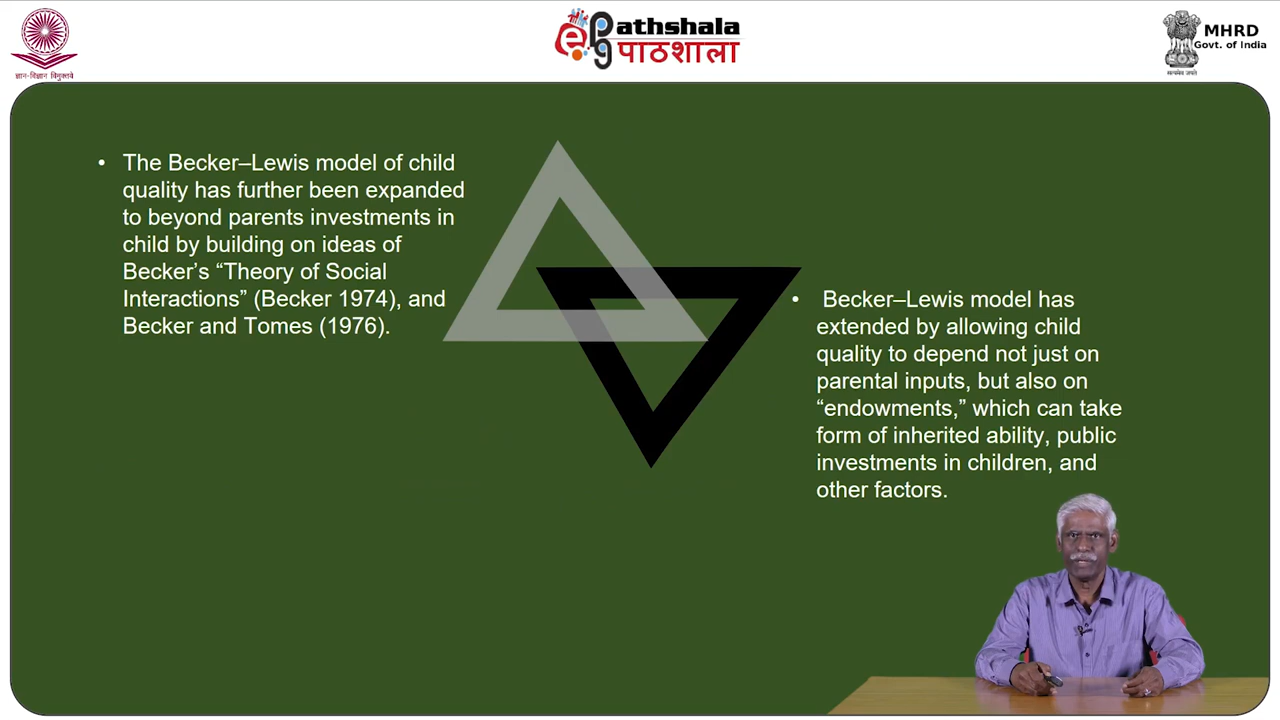 ज्ञान-विज्ञान विमुक्तये
ePG Pathshala
पाठशाला
सत्यमेव जयते
MHRD
Govt. of India
• The Becker–Lewis model of child
quality has further been expanded
to beyond parents investments in
child by building on ideas of
Becker’s “Theory of Social
Interactions” (Becker 1974), and
Becker and Tomes (1976).
• Becker–Lewis model has
extended by allowing child
quality to depend not just on
parental inputs, but also on
“endowments,” which can take
form of inherited ability, public
investments in children, and
other factors.